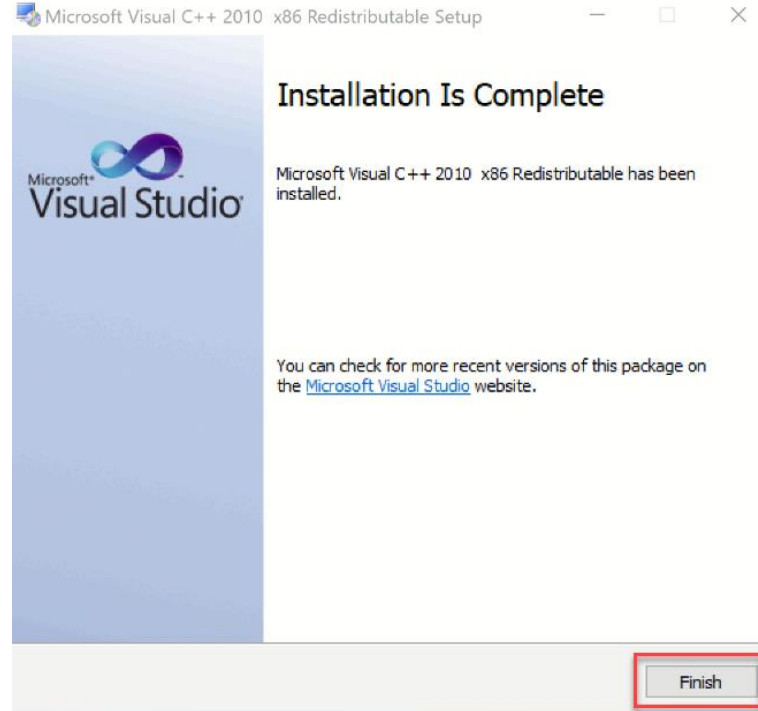 Microsoft Visual C++ 2010 x86 Redistributable Setup
Installation Is Complete
Microsoft Visual C++ 2010 x86 Redistributable has been
installed.
Microsoft®
Visual Studio®
You can check for more recent versions of this package on
the Microsoft Visual Studio website.
Finish